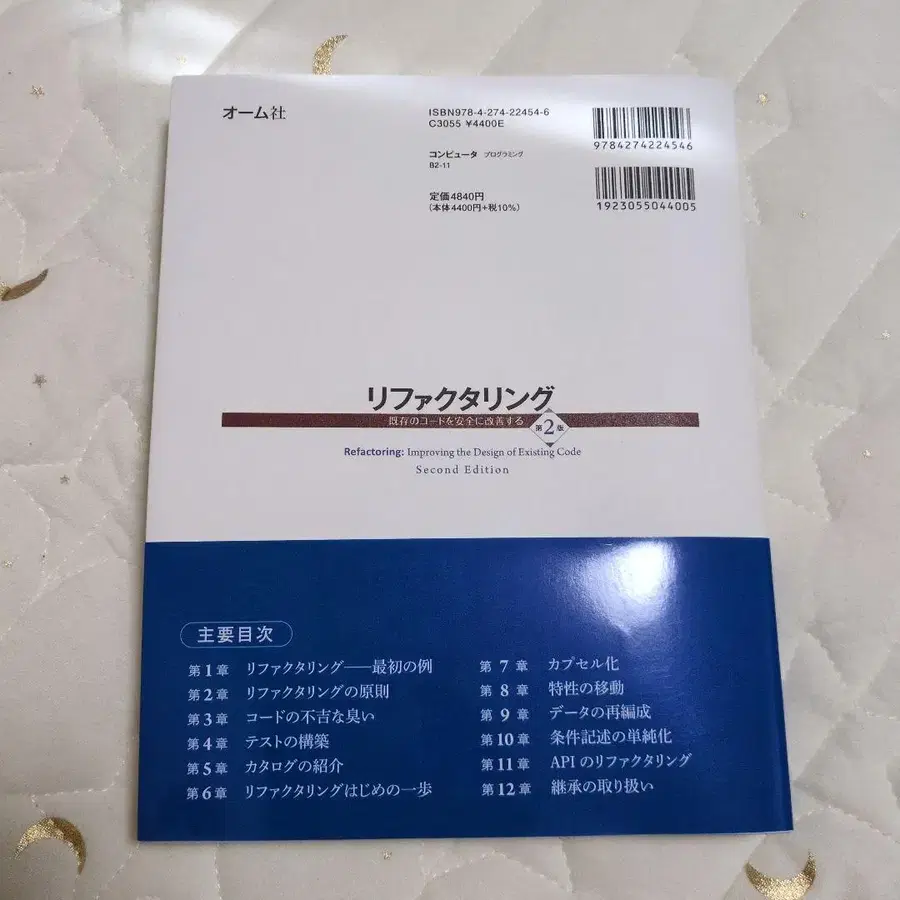 オーム社
ISBN978-4-274-22454-6
C3055 ¥4400E
コンピュータ プログラミング
B2-11
定価4840円
(本体4400円+税10%)
9784274224546
1923055044005
リファクタリング
既存のコードを安全に改善する
第2版
Refactoring: Improving the Design of Existing Code
Second Edition
主要目次
第1章 リファクタリング——最初の例
第2章 リファクタリングの原則
第3章 コードの不吉な臭い
第4章 テストの構築
第5章 カタログの紹介
第6章 リファクタリングはじめの一歩
第7章 カプセル化
第8章 特性の移動
第9章 データの再編成
第10章 条件記述の単純化
第11章 APIのリファクタリング
第12章 継承の取り扱い